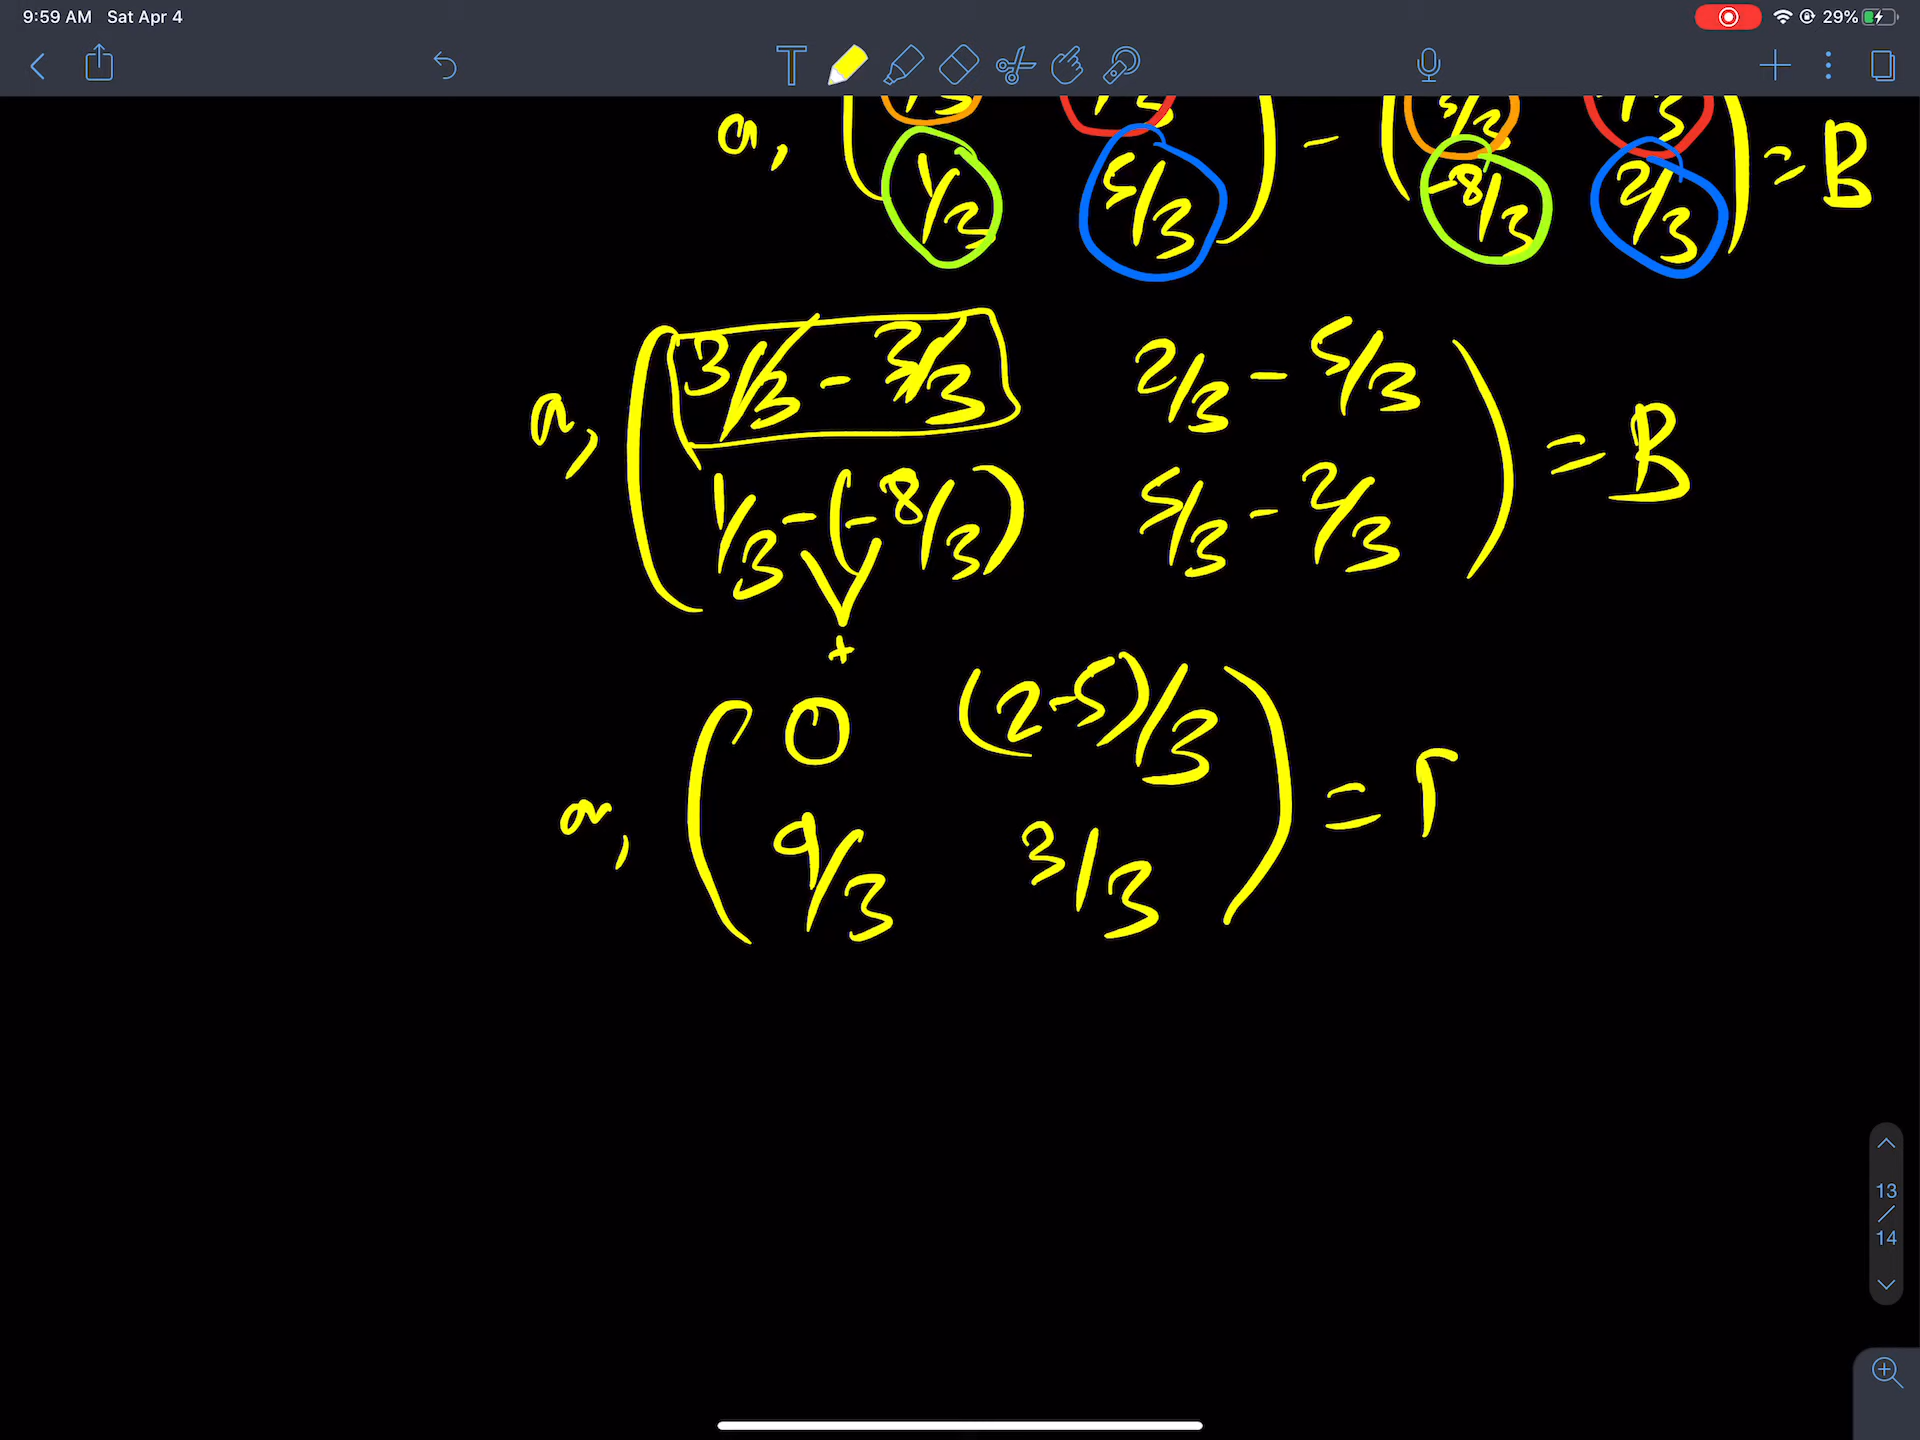 9:59 AM Sat Apr 4
29%
T
a, ( 1/3 5/3 ) - ( -8/3 2/3 ) = B
a, ( 3/3 - 3/3 2/3 - 5/3
1/3 - (-8/3) 5/3 - 2/3 ) = B
+
( 0 (2-5)/3
9/3 3/3 ) =
13
/
14